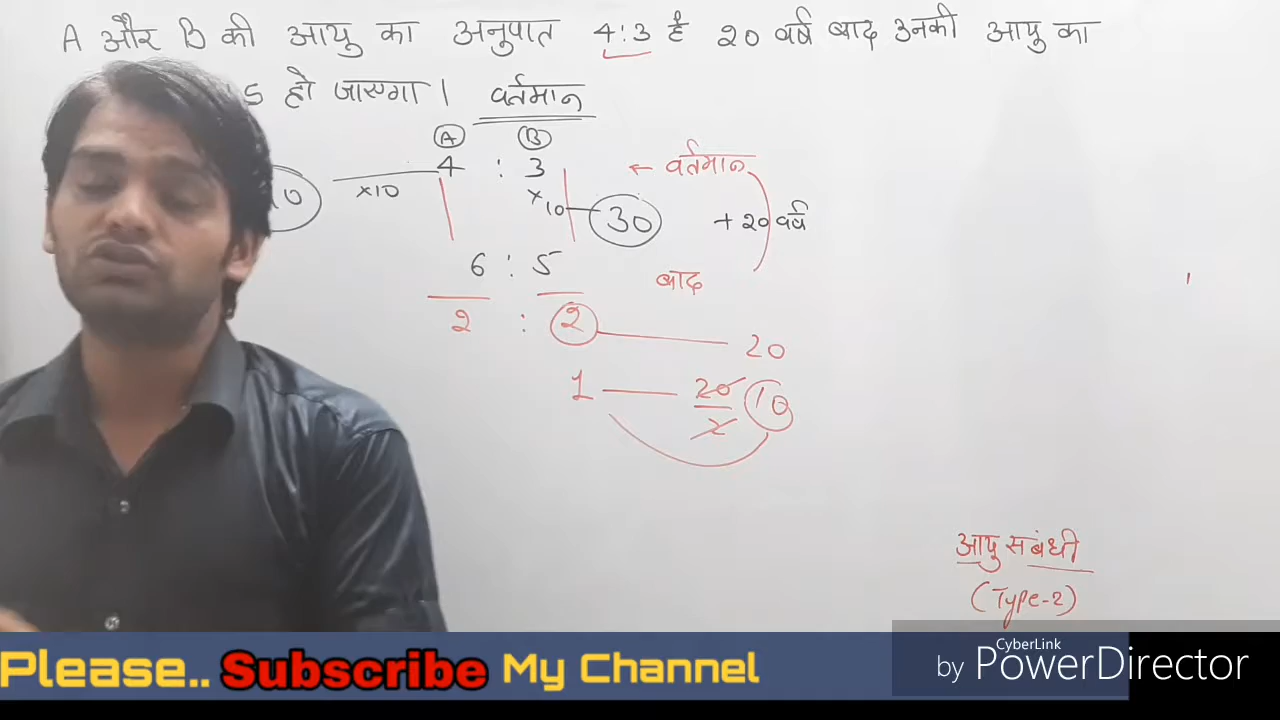 A और B की आयु का अनुपात 4:3 है 20 वर्ष बाद उनकी आयु का
5 हो जाएगा। वर्तमान
A B
4 : 3 ← वर्तमान
×10 ×10 30 + 20 वर्ष
6 : 5 बाद
2 : 2 20
1 20/2 10
आयु सबंधी
(Type-2)
Please.. Subscribe My Channel
CyberLink
by PowerDirector